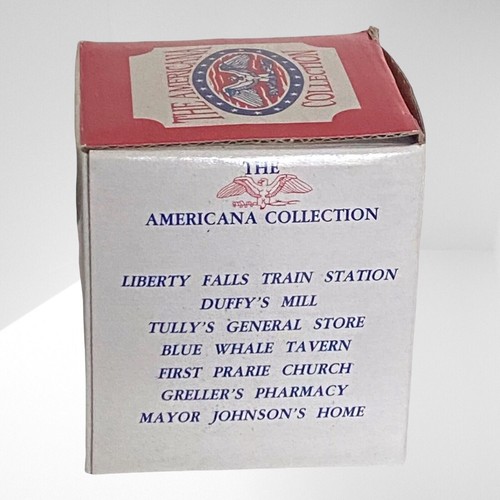 THE AMERICANA
COLLECTION
THE
AMERICANA COLLECTION
LIBERTY FALLS TRAIN STATION
DUFFY'S MILL
TULLY'S GENERAL STORE
BLUE WHALE TAVERN
FIRST PRARIE CHURCH
GRELLER'S PHARMACY
MAYOR JOHNSON'S HOME